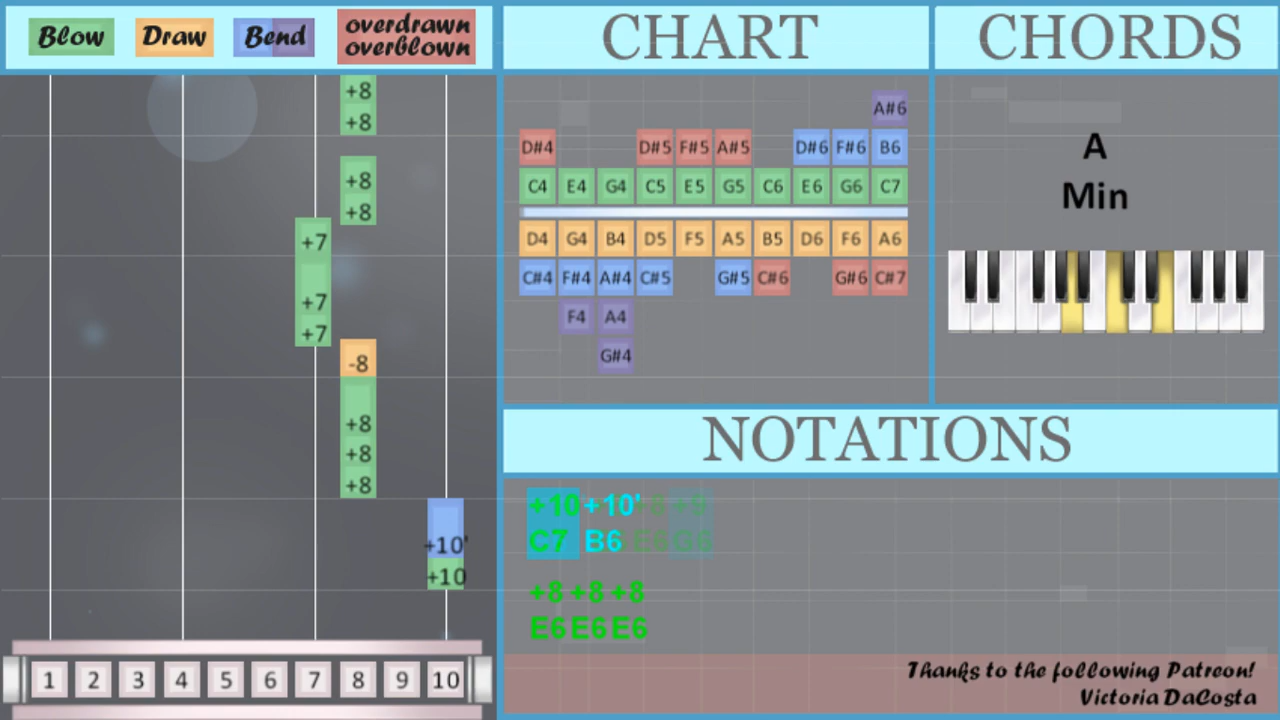 Blow Draw Bend overdrawn
overblown
CHART
CHORDS
+8
+8
+8
+8
+7
+7
+7
-8
+8
+8
+8
+10'
+10
1 2 3 4 5 6 7 8 9 10
A#6
D#4 D#5 F#5 A#5 D#6 F#6 B6
C4 E4 G4 C5 E5 G5 C6 E6 G6 C7
D4 G4 B4 D5 F5 A5 B5 D6 F6 A6
C#4 F#4 A#4 C#5 G#5 C#6 G#6 C#7
F4 A4
G#4
A
Min
NOTATIONS
+10 +10' +8 +9
C7 B6 E6 G6
+8 +8 +8
E6 E6 E6
Thanks to the following Patreon!
Victoria DaCosta